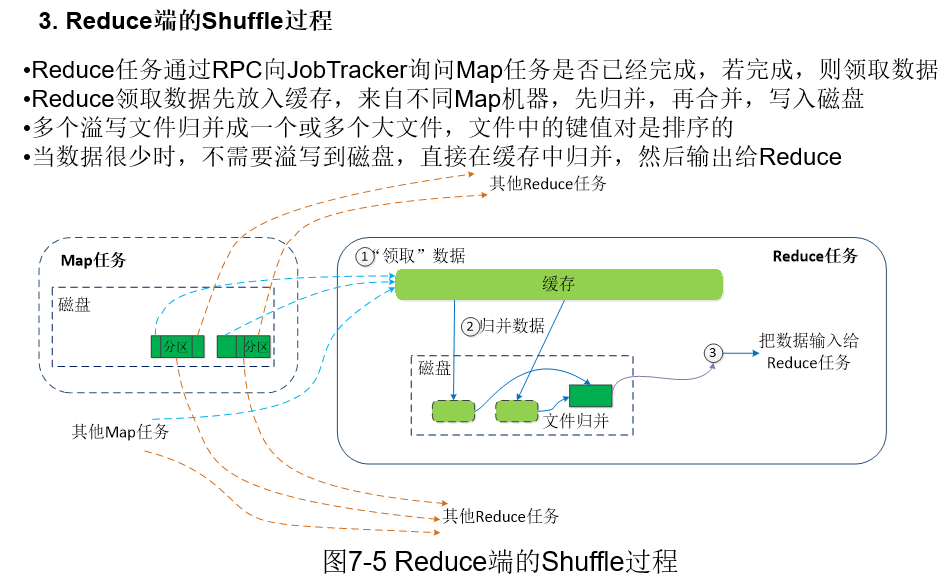 3. Reduce端的Shuffle过程
•Reduce任务通过RPC向JobTracker询问Map任务是否已经完成，若完成，则领取数据
•Reduce领取数据先放入缓存，来自不同Map机器，先归并，再合并，写入磁盘
•多个溢写文件归并成一个或多个大文件，文件中的键值对是排序的
•当数据很少时，不需要溢写到磁盘，直接在缓存中归并，然后输出给Reduce
其他Reduce任务
Map任务
磁盘
分区
分区
其他Map任务
①“领取”数据
Reduce任务
缓存
②归并数据
磁盘
文件归并
③
把数据输入给
Reduce任务
其他Reduce任务
图7-5 Reduce端的Shuffle过程